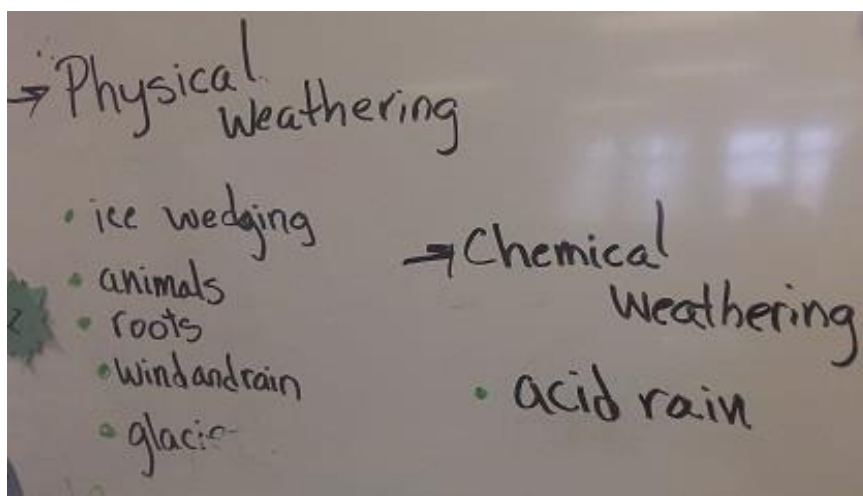 → Physical
Weathering
• ice wedging
• animals
• roots
• wind and rain
→ Chemical
Weathering
• acid rain